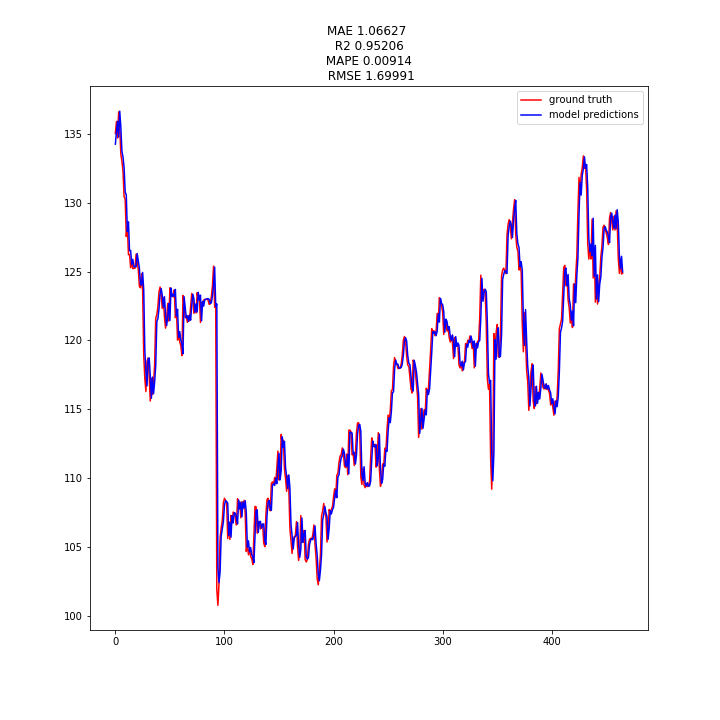 MAE 1.06627
R2 0.95206
MAPE 0.00914
RMSE 1.69991
ground truth
model predictions
135
130
125
120
115
110
105
100
0 100 200 300 400